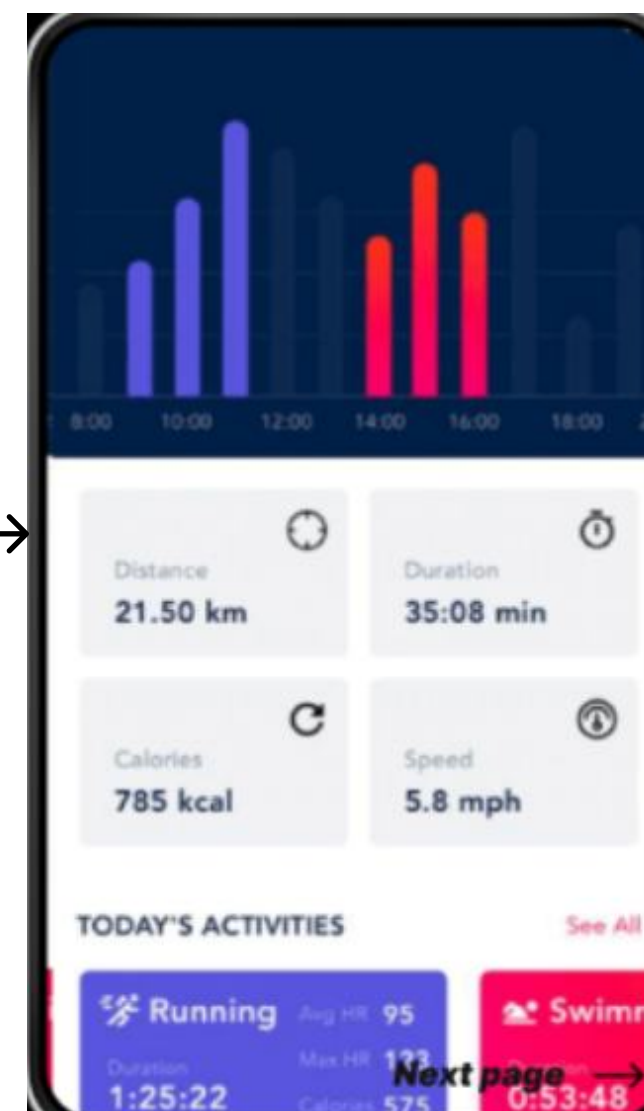 8:00 10:00 12:00 14:00 16:00 18:00
Distance
21.50 km
Duration
35:08 min
Calories
785 kcal
Speed
5.8 mph
TODAY'S ACTIVITIES See All
Running
Avg HR 95
Max HR
Duration
1:25:22
Calories 575
Swimm
Duration
0:53:48
Next page